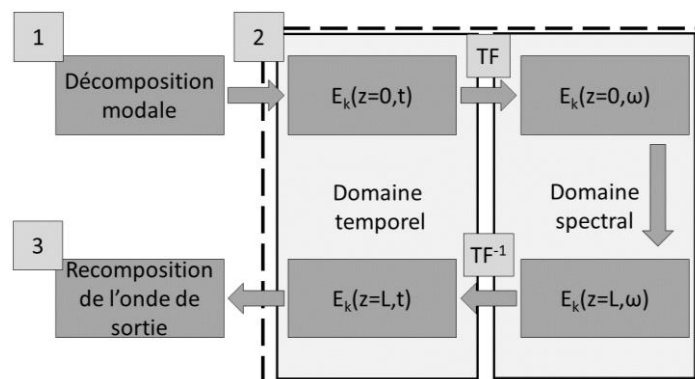 1
Décomposition
modale
2
E_k(z=0,t)
TF
E_k(z=0,ω)
Domaine
temporel
Domaine
spectral
3
Recomposition
de l'onde de
sortie
E_k(z=L,t)
TF⁻¹
E_k(z=L,ω)